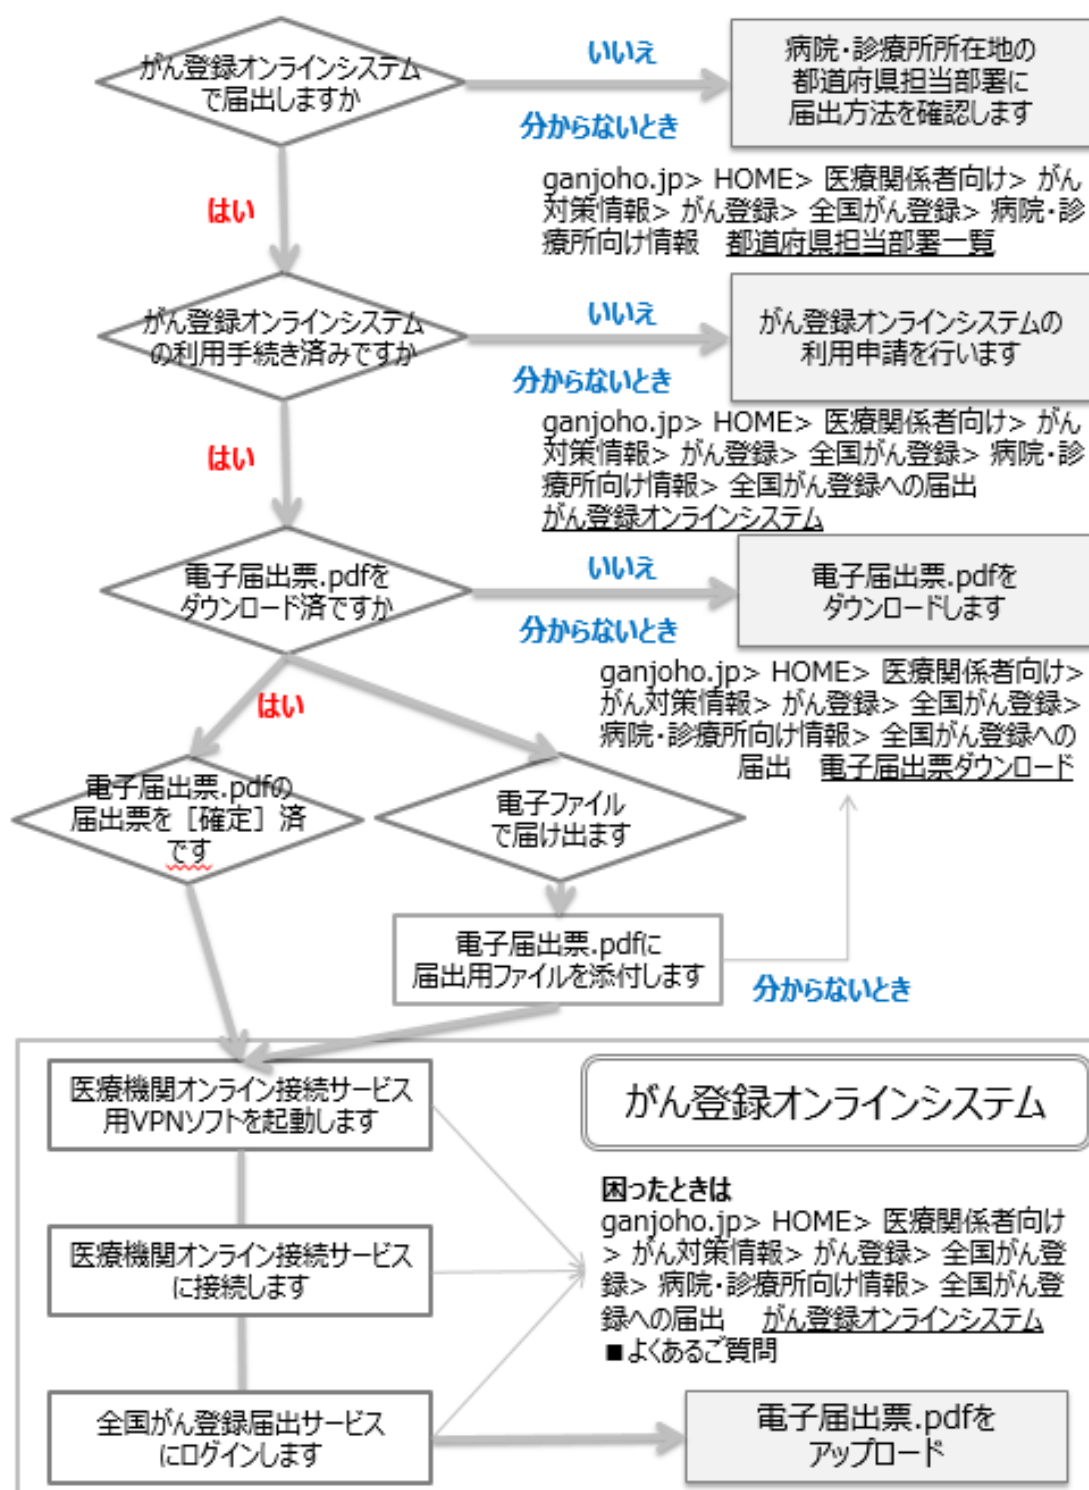 がん登録オンラインシステム
で届出しますか
いいえ
分からないとき
病院・診療所所在地の
都道府県担当部署に
届出方法を確認します
ganjoho.jp> HOME> 医療関係者向け> がん
対策情報> がん登録> 全国がん登録> 病院・診
療所向け情報　都道府県担当部署一覧
はい
がん登録オンラインシステム
の利用手続き済みですか
いいえ
分からないとき
がん登録オンラインシステムの
利用申請を行います
ganjoho.jp> HOME> 医療関係者向け> がん
対策情報> がん登録> 全国がん登録> 病院・診
療所向け情報> 全国がん登録への届出
がん登録オンラインシステム
はい
電子届出票.pdfを
ダウンロード済ですか
いいえ
分からないとき
電子届出票.pdfを
ダウンロードします
ganjoho.jp> HOME> 医療関係者向け>
がん対策情報> がん登録> 全国がん登録>
病院・診療所向け情報> 全国がん登録への
届出　電子届出票ダウンロード
はい
電子届出票.pdfの
届出票を［確定］済
です
電子ファイル
で届け出ます
電子届出票.pdfに
届出用ファイルを添付します
分からないとき
医療機関オンライン接続サービス
用VPNソフトを起動します
がん登録オンラインシステム
困ったときは
ganjoho.jp> HOME> 医療関係者向け
> がん対策情報> がん登録> 全国がん登
録> 病院・診療所向け情報> 全国がん登
録への届出　がん登録オンラインシステム
■よくあるご質問
医療機関オンライン接続サービス
に接続します
全国がん登録届出サービス
にログインします
電子届出票.pdfを
アップロード